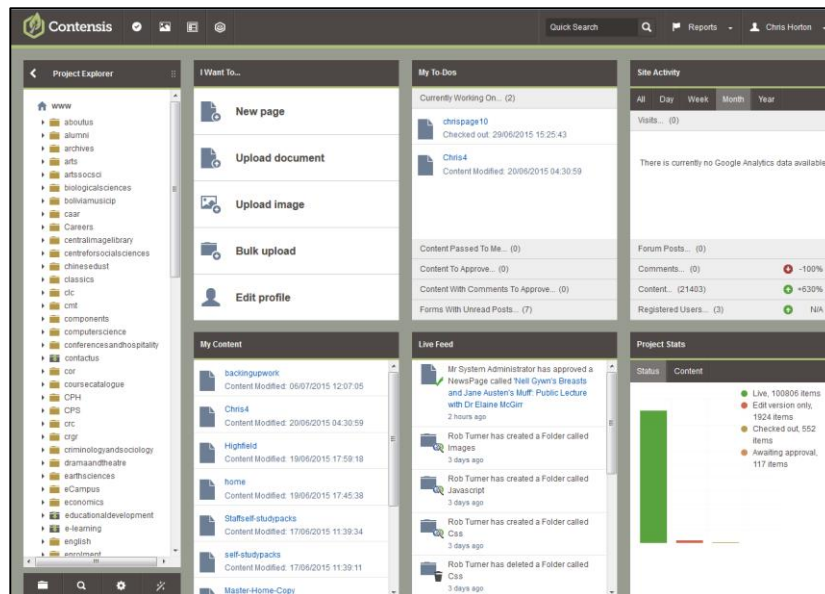 Contensis
Quick Search
Reports
Chris Horton
Project Explorer
www
aboutus
alumni
archives
arts
artssocsci
biologicalsciences
boliviamusicip
caar
Careers
centralimagelibrary
centreforsocialsciences
chinesedust
classics
clc
cmt
components
computerscience
conferencesandhospitality
contactus
cor
coursecatalogue
CPH
CPS
crc
crgr
criminologyandsociology
dramaandtheatre
earthsciences
eCampus
economics
educationaldevelopment
e-learning
english
enrolment
I Want To...
New page
Upload document
Upload image
Bulk upload
Edit profile
My To-Dos
Currently Working On... (2)
chrispage10
Checked out: 29/06/2015 15:25:43
Chris4
Content Modified: 20/06/2015 04:30:59
Content Passed To Me... (0)
Content To Approve... (0)
Content With Comments To Approve... (0)
Forms With Unread Posts... (7)
Site Activity
All Day Week Month Year
Visits... (0)
There is currently no Google Analytics data available
Forum Posts... (0)
Comments... (0) -100%
Content... (21403) +630%
Registered Users... (3) N/A
My Content
backingupwork
Content Modified: 06/07/2015 12:07:05
Chris4
Content Modified: 20/06/2015 04:30:59
Highfield
Content Modified: 19/06/2015 17:59:18
home
Content Modified: 19/06/2015 17:45:38
Staffself-studypacks
Content Modified: 17/06/2015 11:39:34
self-studypacks
Content Modified: 17/06/2015 11:39:11
Master-Home-Copy
Live Feed
Mr System Administrator has approved a
NewsPage called 'Nell Gywn's Breasts
and Jane Austen's Muff: Public Lecture
with Dr Elaine McGirr
2 hours ago
Rob Turner has created a Folder called
Images
3 days ago
Rob Turner has created a Folder called
Javascript
3 days ago
Rob Turner has created a Folder called
Css
3 days ago
Rob Turner has deleted a Folder called
Css
3 days ago
Project Stats
Status Content
Live, 100806 items
Edit version only,
1924 items
Checked out, 552
items
Awaiting approval,
117 items